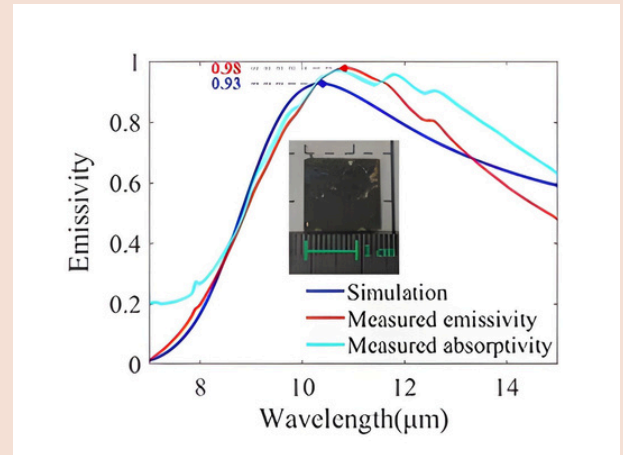 0.98
0.93
1
0.8
0.6
0.4
0.2
0
Emissivity
1 cm
Simulation
Measured emissivity
Measured absorptivity
8 10 12 14
Wavelength(μm)